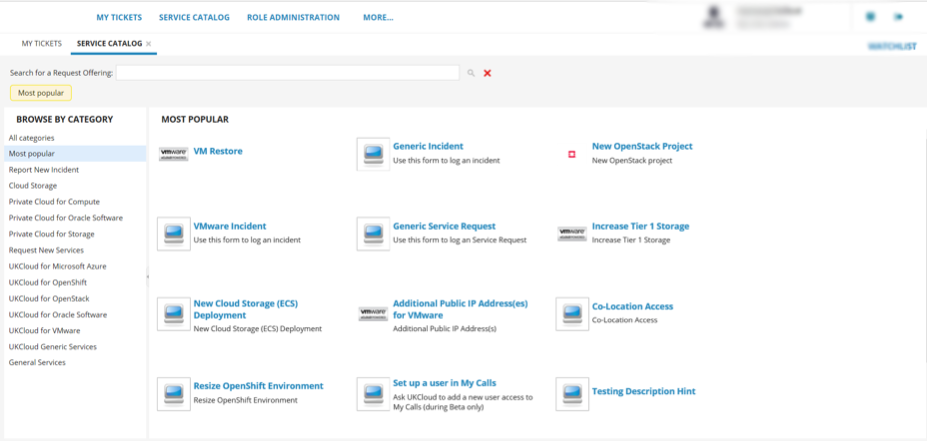 MY TICKETS SERVICE CATALOG ROLE ADMINISTRATION MORE...
MY TICKETS SERVICE CATALOG ×
WATCHLIST
Search for a Request Offering:
Most popular
BROWSE BY CATEGORY
All categories
Most popular
Report New Incident
Cloud Storage
Private Cloud for Compute
Private Cloud for Oracle Software
Private Cloud for Storage
Request New Services
UKCloud for Microsoft Azure
UKCloud for OpenShift
UKCloud for OpenStack
UKCloud for Oracle Software
UKCloud for VMware
UKCloud Generic Services
General Services
MOST POPULAR
vmware
VM Restore
Generic Incident
Use this form to log an incident
New OpenStack Project
New OpenStack project
VMware Incident
Use this form to log an incident
Generic Service Request
Use this form to log an Service Request
vmware
Increase Tier 1 Storage
Increase Tier 1 Storage
New Cloud Storage (ECS)
Deployment
New Cloud Storage (ECS) Deployment
vmware
Additional Public IP Address(es)
for VMware
Additional Public IP Address(s)
Co-Location Access
Co-Location Access
Resize OpenShift Environment
Resize OpenShift Environment
Set up a user in My Calls
Ask UKCloud to add a new user access to
My Calls (during Beta only)
Testing Description Hint